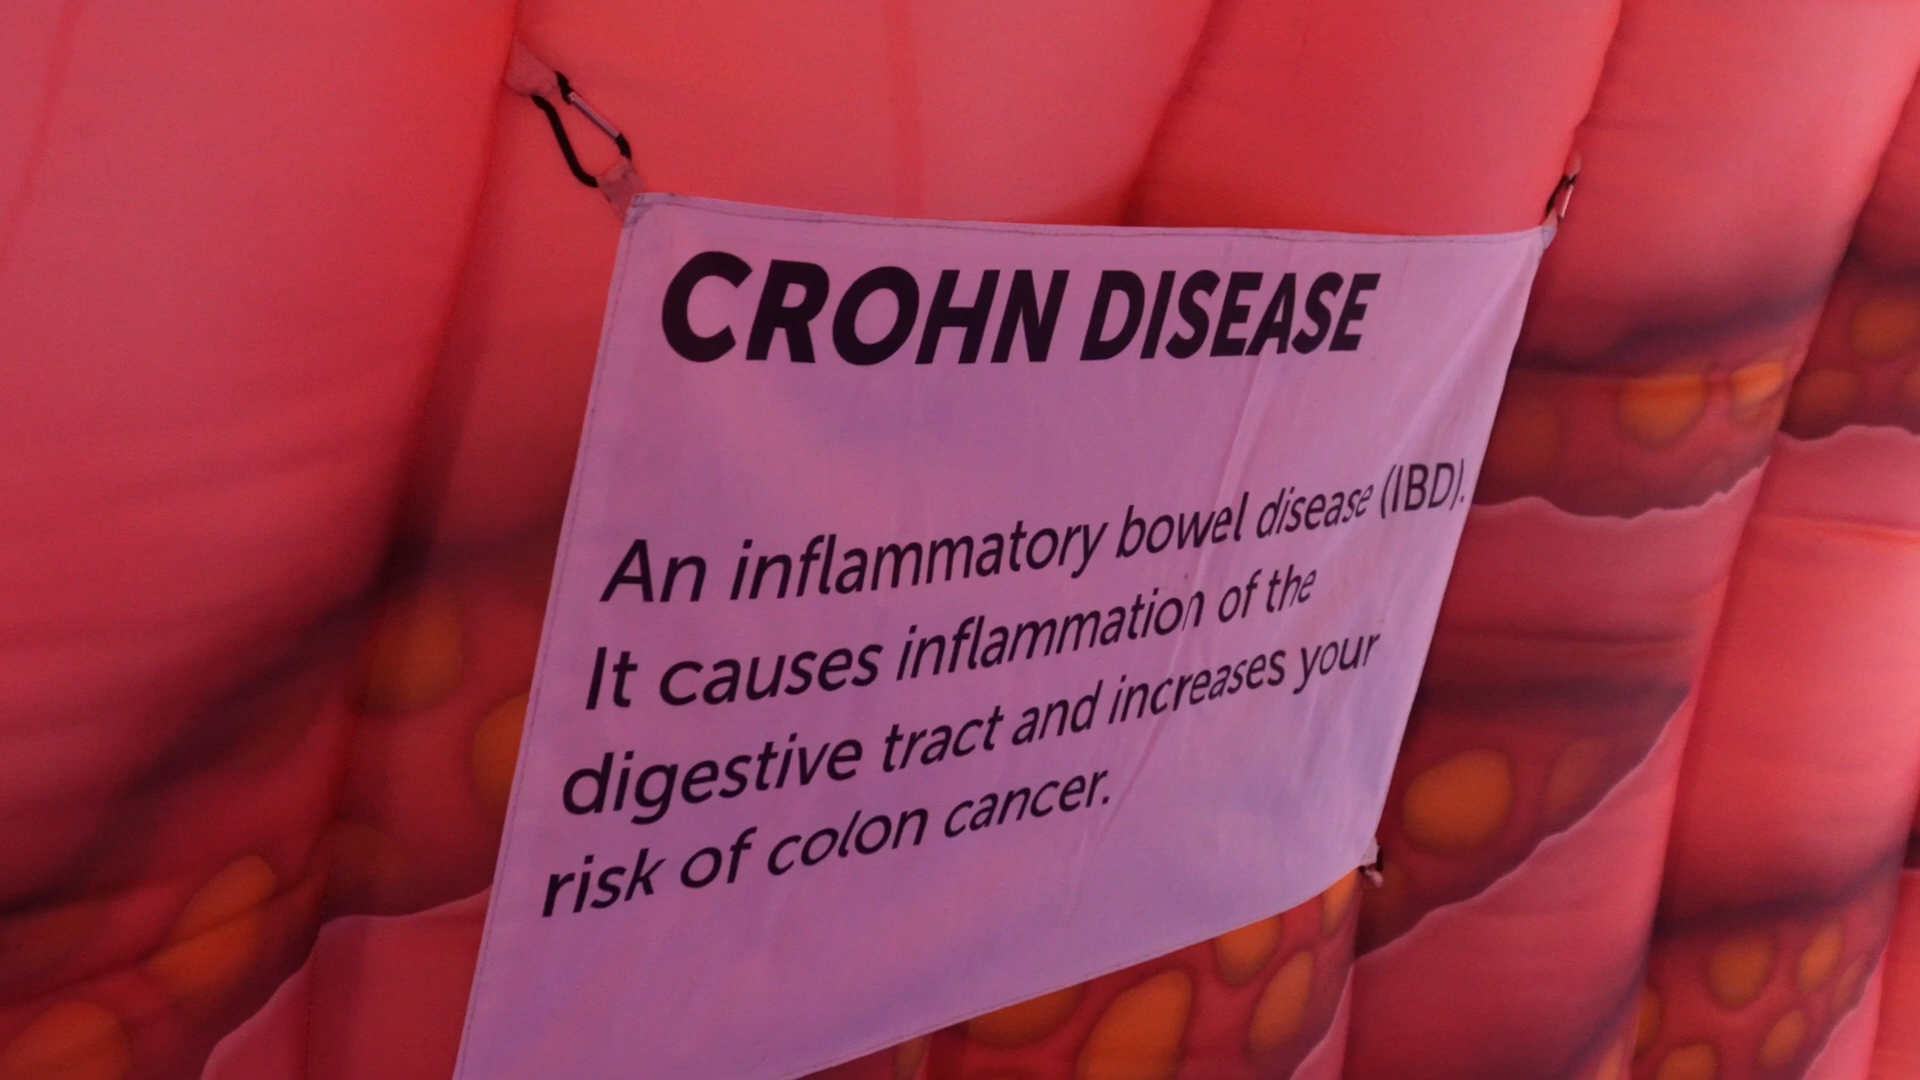 CROHN DISEASE
An inflammatory bowel disease (IBD).
It causes inflammation of the
digestive tract and increases your
risk of colon cancer.